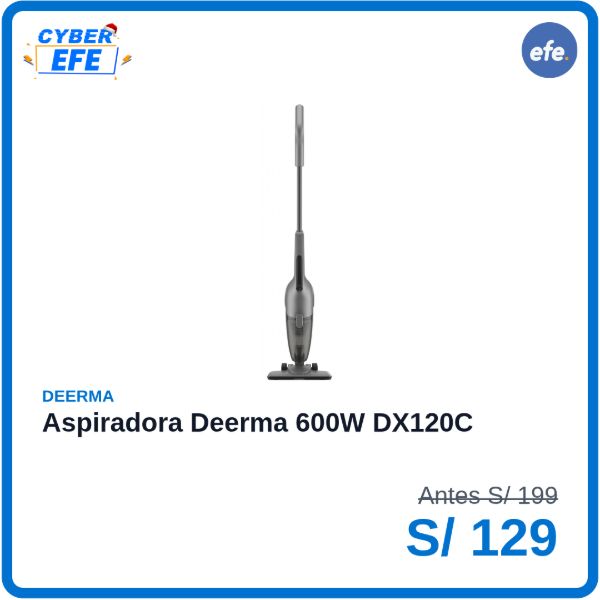 CYBER
EFE
efe.
DEERMA
Aspiradora Deerma 600W DX120C
Antes S/ 199
S/ 129